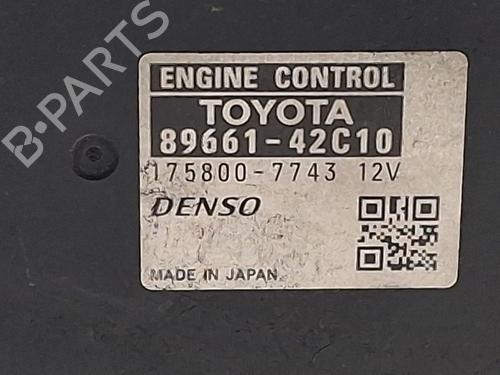 ENGINE CONTROL
TOYOTA
89661-42C10
175800-7743 12V
DENSO
MADE IN JAPAN
B-PARTS